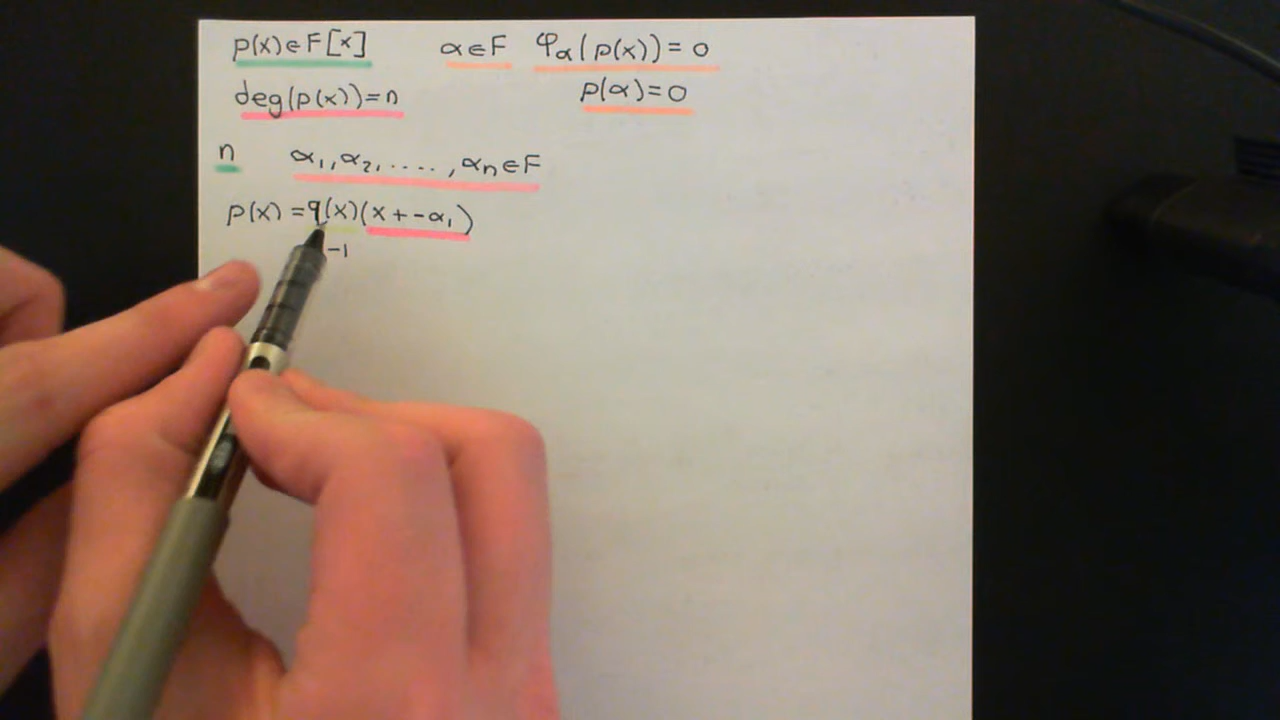 p(x)∈F[x] α∈F φα(p(x))=0
deg(p(x))=n p(α)=0
n α₁,α₂,....,αₙ∈F
p(x)=q(x)(x+-α₁)
-1